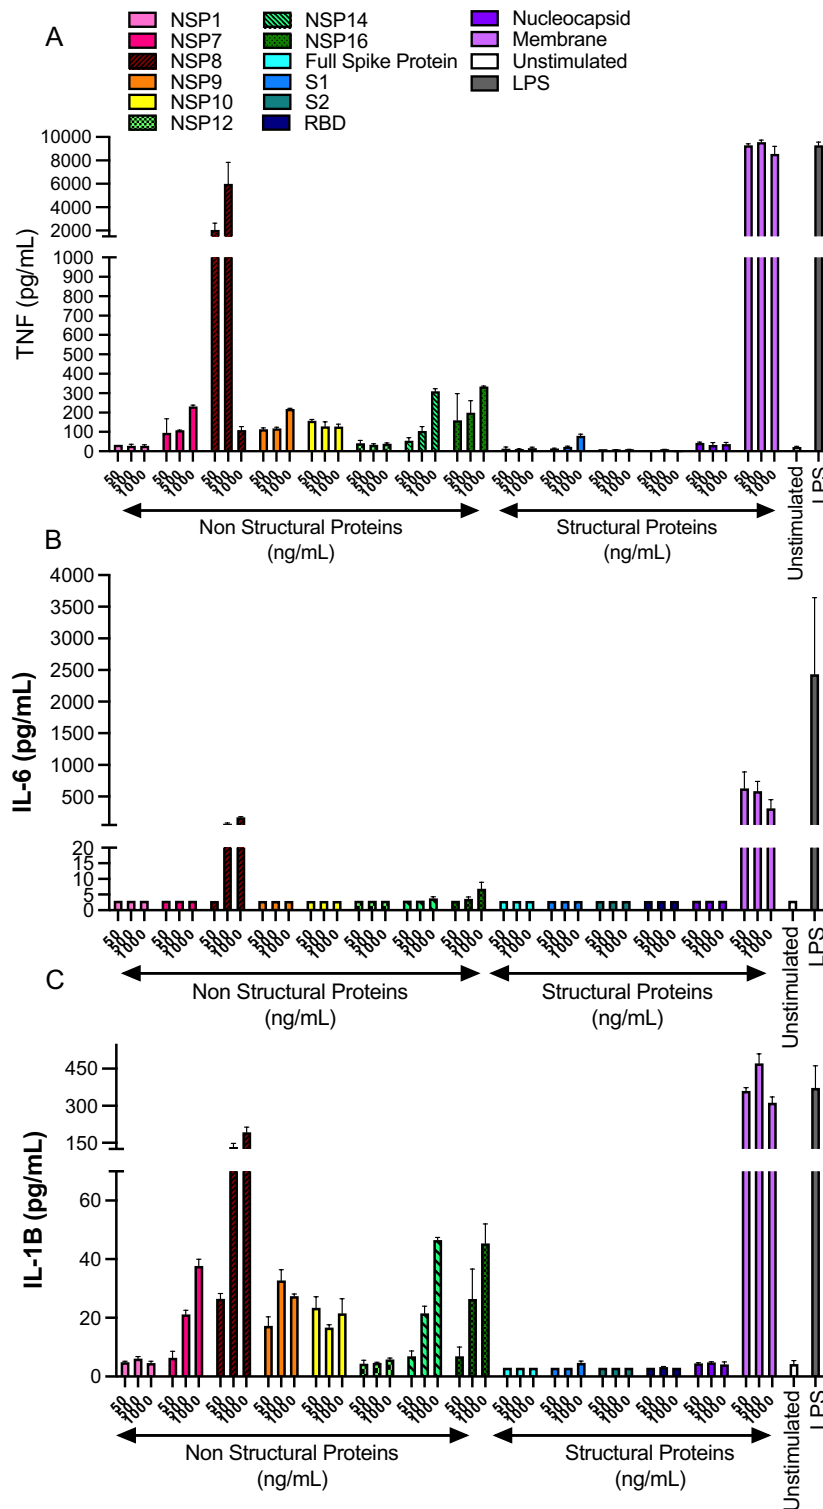 A
NSP1
NSP7
NSP8
NSP9
NSP10
NSP12
NSP14
NSP16
Full Spike Protein
S1
S2
RBD
Nucleocapsid
Membrane
Unstimulated
LPS
TNF (pg/mL)
10000
8000
6000
4000
2000
1000
900
800
700
600
500
400
300
200
100
0
Non Structural Proteins
(ng/mL)
Structural Proteins
(ng/mL)
Unstimulated
LPS
B
IL-6 (pg/mL)
4000
3500
3000
2500
2000
1500
1000
500
20
15
10
5
0
Non Structural Proteins
(ng/mL)
Structural Proteins
(ng/mL)
Unstimulated
LPS
C
IL-1B (pg/mL)
450
300
150
60
40
20
0
Non Structural Proteins
(ng/mL)
Structural Proteins
(ng/mL)
Unstimulated
LPS